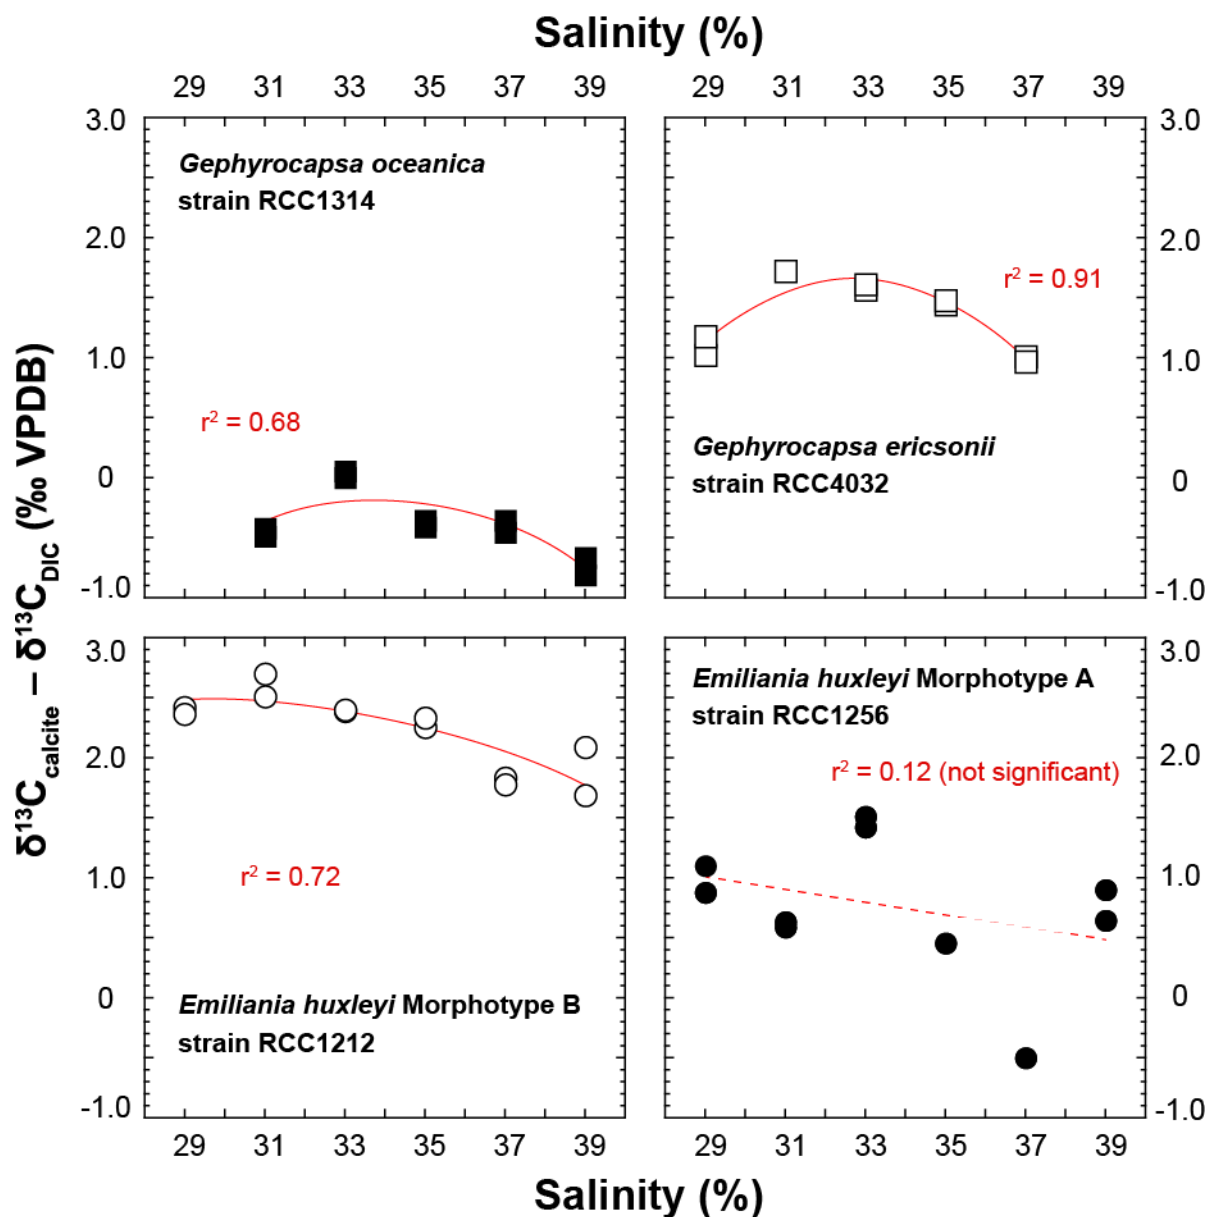 Salinity (%)
29 31 33 35 37 39
29 31 33 35 37 39
3.0
2.0
1.0
0
-1.0
Gephyrocapsa oceanica
strain RCC1314
r² = 0.68
r² = 0.91
Gephyrocapsa ericsonii
strain RCC4032
3.0
2.0
1.0
0
-1.0
δ¹³Ccalcite – δ¹³CDIC (‰ VPDB)
3.0
2.0
1.0
0
-1.0
r² = 0.72
Emiliania huxleyi Morphotype B
strain RCC1212
Emiliania huxleyi Morphotype A
strain RCC1256
r² = 0.12 (not significant)
3.0
2.0
1.0
0
-1.0
29 31 33 35 37 39
29 31 33 35 37 39
Salinity (%)